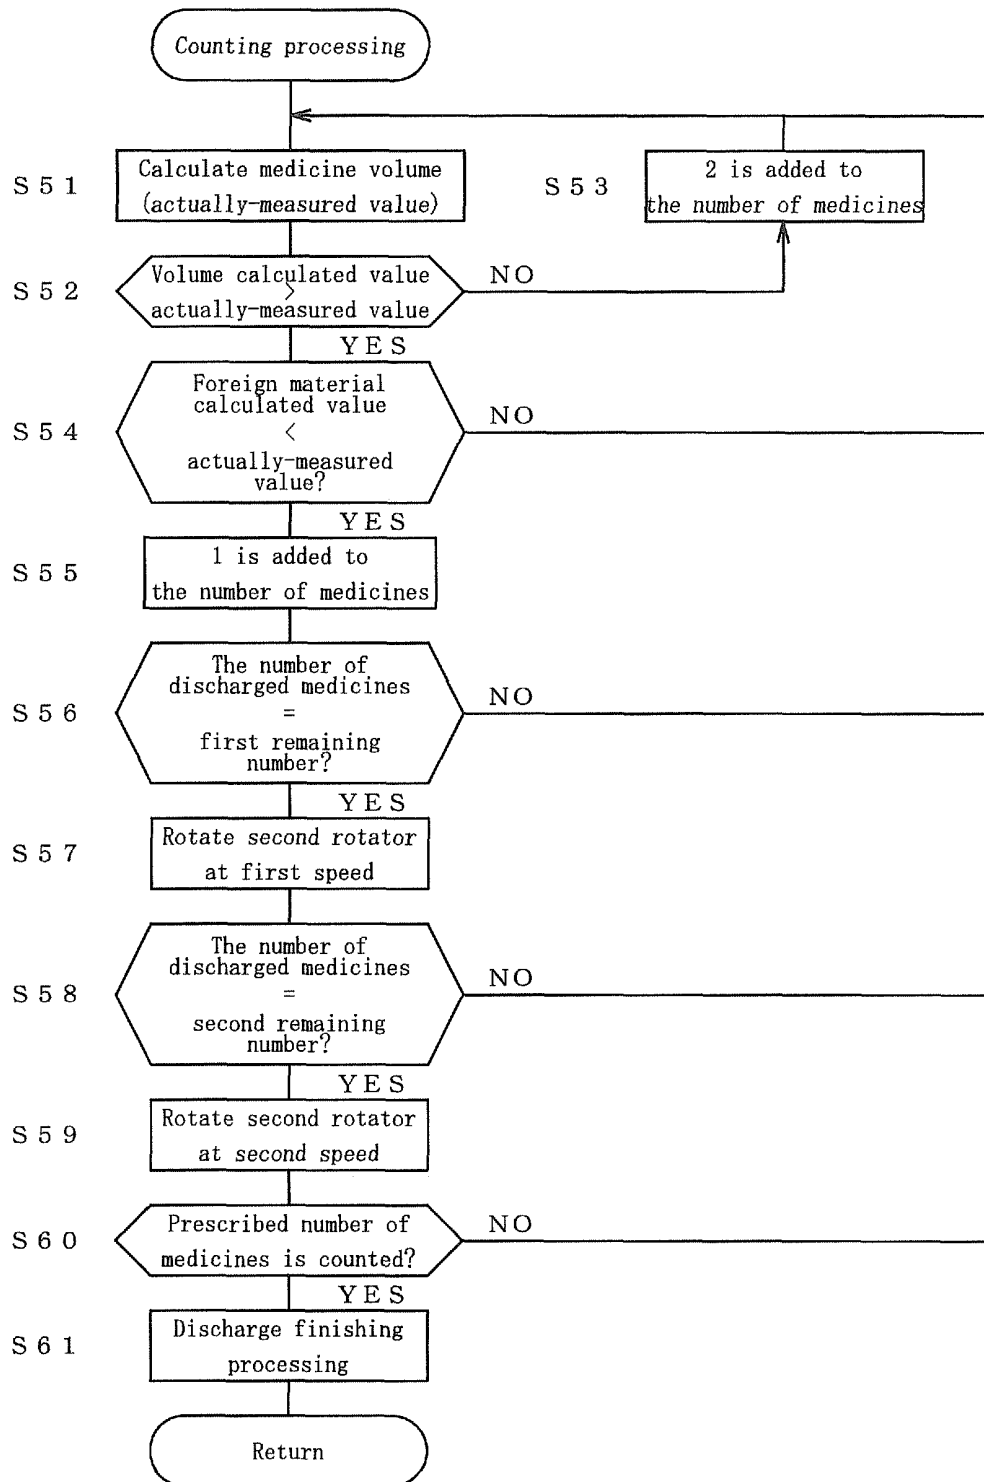 Counting processing
S51
Calculate medicine volume
(actually-measured value)
S53
2 is added to
the number of medicines
S52
Volume calculated value
>
actually-measured value
NO
YES
S54
Foreign material
calculated value
<
actually-measured
value?
NO
YES
S55
1 is added to
the number of medicines
S56
The number of
discharged medicines
=
first remaining
number?
NO
YES
S57
Rotate second rotator
at first speed
S58
The number of
discharged medicines
=
second remaining
number?
NO
YES
S59
Rotate second rotator
at second speed
S60
Prescribed number of
medicines is counted?
NO
YES
S61
Discharge finishing
processing
Return